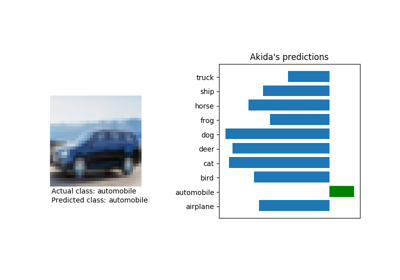 Akida's predictions
truck
ship
horse
frog
dog
deer
cat
bird
automobile
airplane
Actual class: automobile
Predicted class: automobile